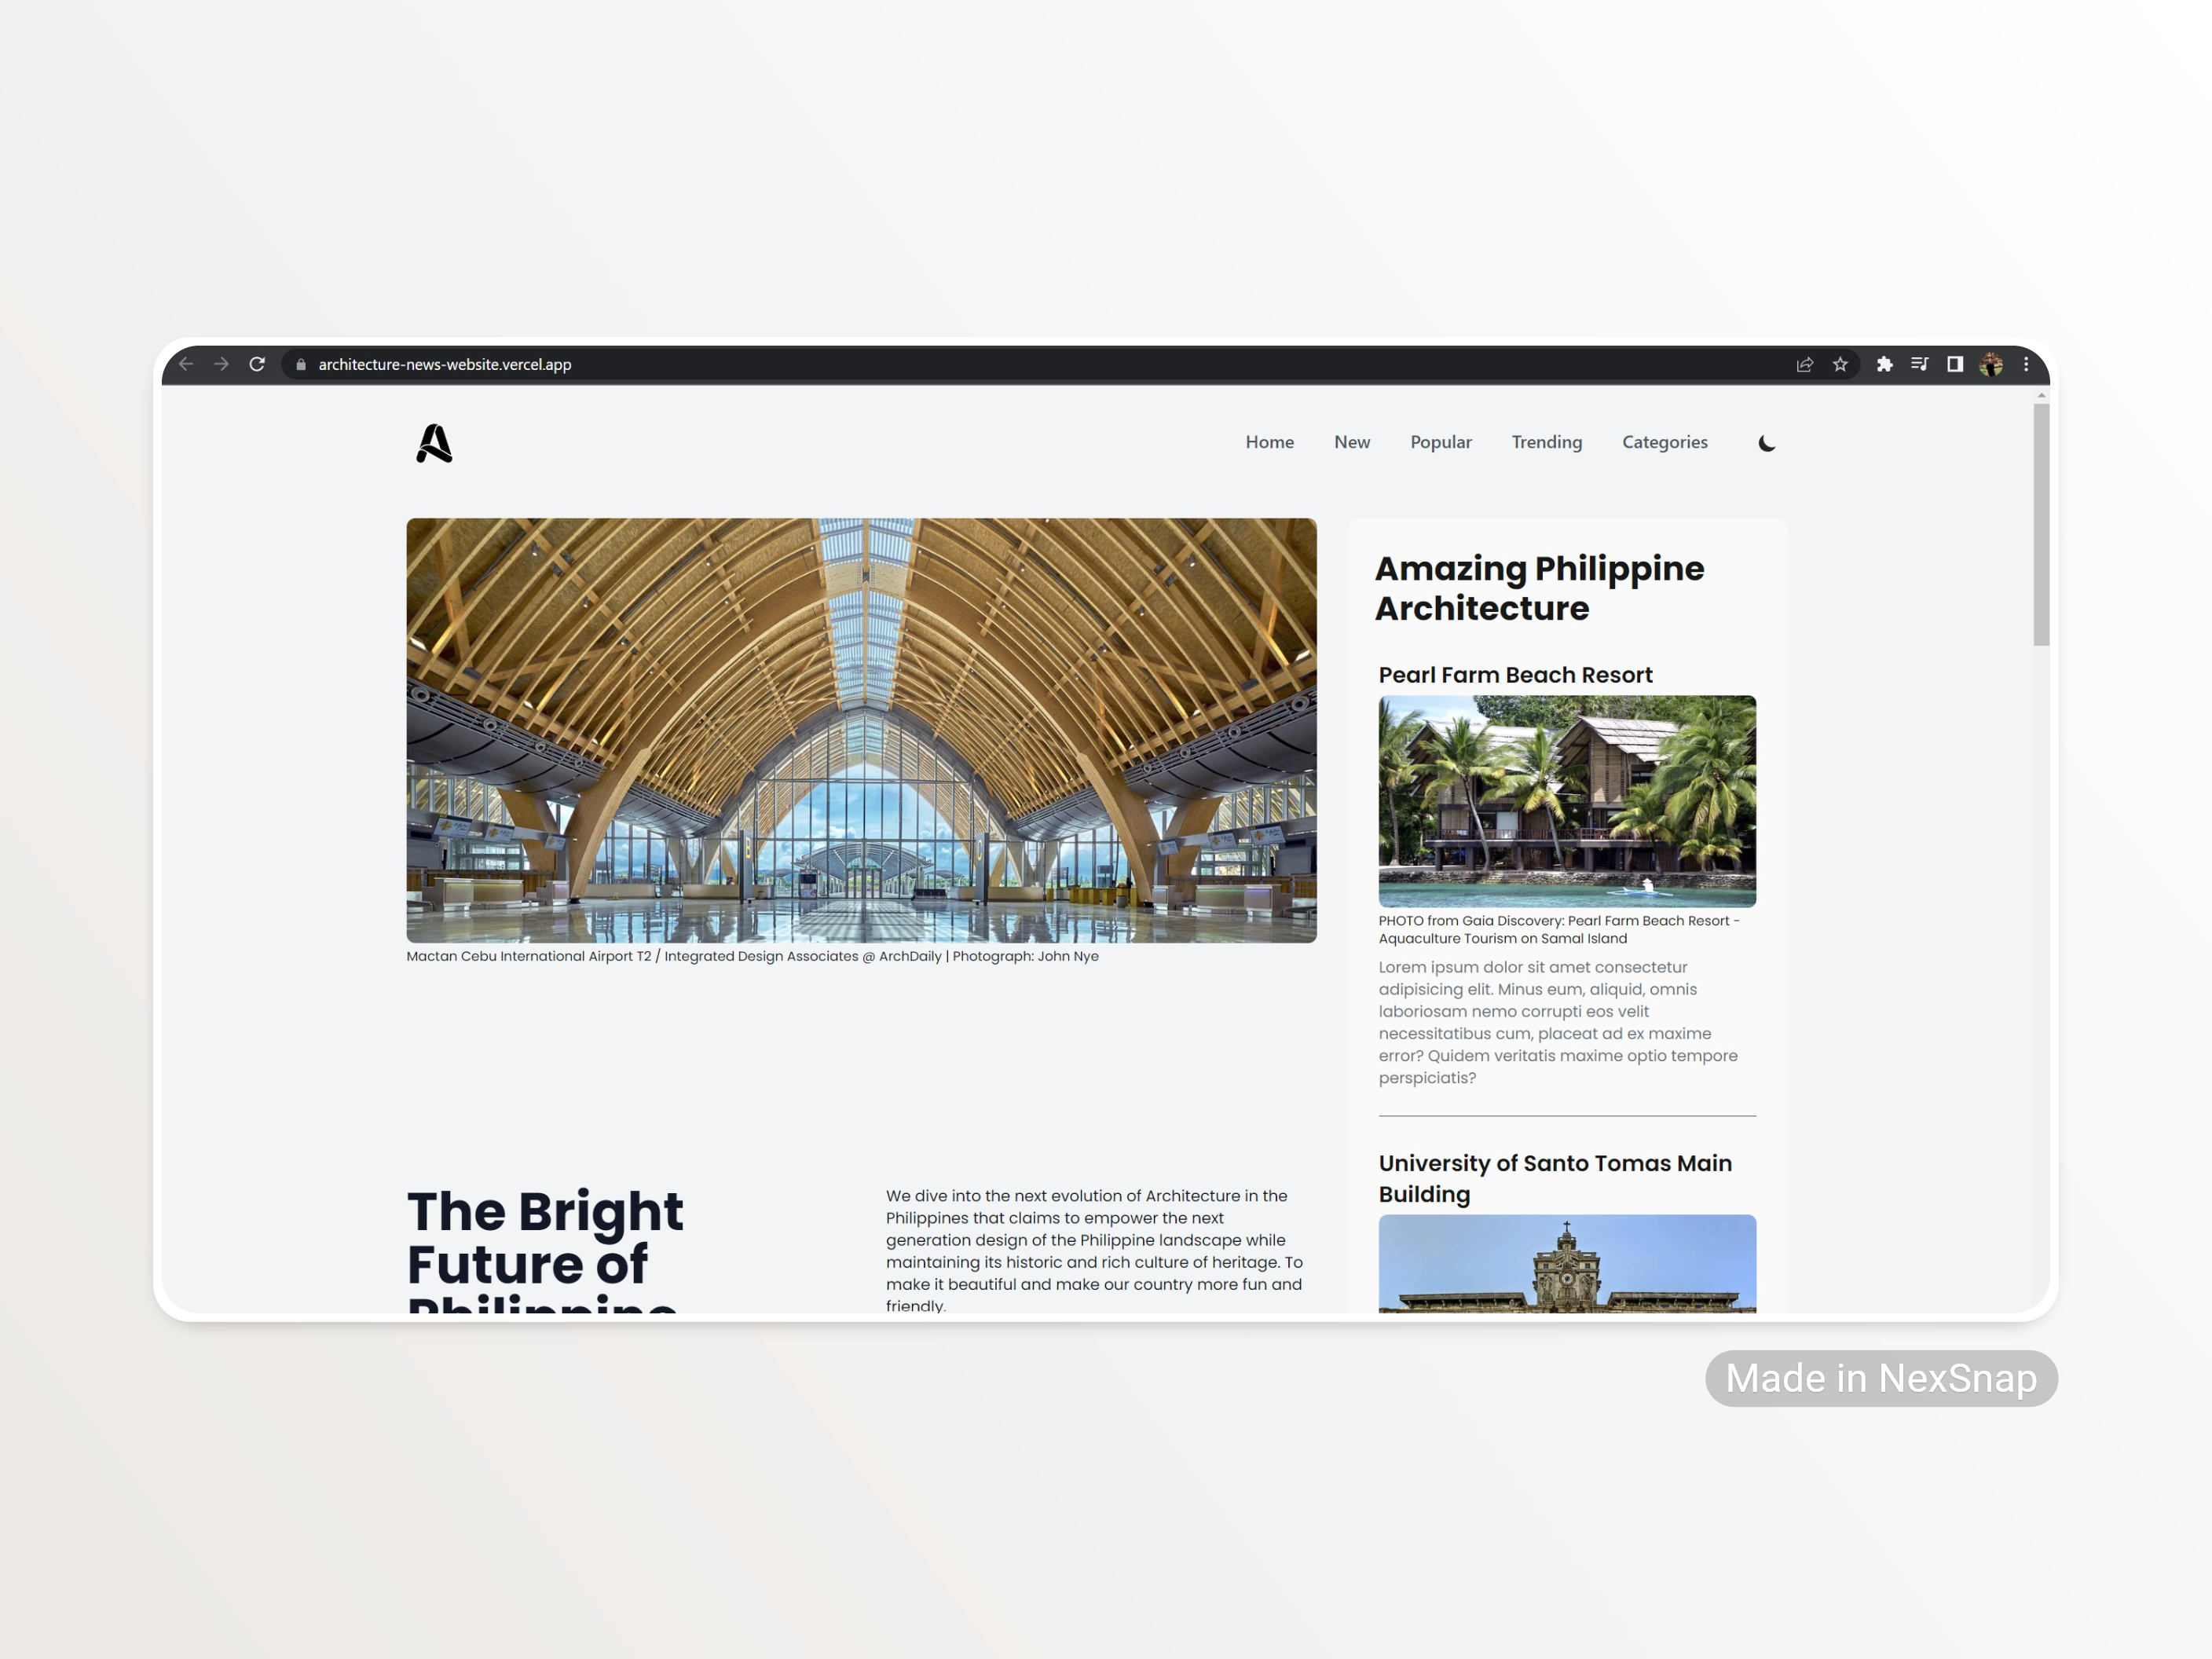 architecture-news-website.vercel.app
Home New Popular Trending Categories
Mactan Cebu International Airport T2 / Integrated Design Associates @ ArchDaily | Photograph: John Nye
The Bright
Future of
Philippine
We dive into the next evolution of Architecture in the
Philippines that claims to empower the next
generation design of the Philippine landscape while
maintaining its historic and rich culture of heritage. To
make it beautiful and make our country more fun and
friendly.
Amazing Philippine
Architecture
Pearl Farm Beach Resort
PHOTO from Gaia Discovery: Pearl Farm Beach Resort -
Aquaculture Tourism on Samal Island
Lorem ipsum dolor sit amet consectetur
adipisicing elit. Minus eum, aliquid, omnis
laboriosam nemo corrupti eos velit
necessitatibus cum, placeat ad ex maxime
error? Quidem veritatis maxime optio tempore
perspiciatis?
University of Santo Tomas Main
Building
Made in NexSnap